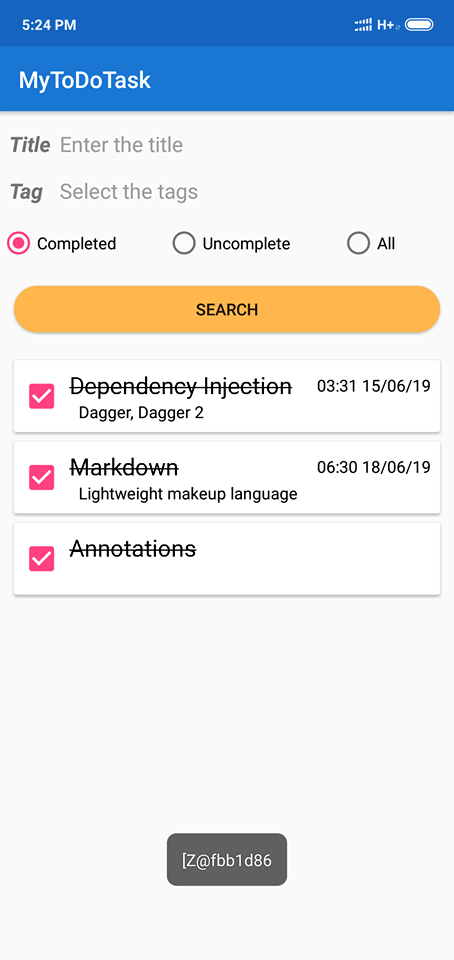 5:24 PM H+
MyToDoTask
Title Enter the title
Tag Select the tags
Completed Uncomplete All
SEARCH
Dependency Injection 03:31 15/06/19
Dagger, Dagger 2
Markdown 06:30 18/06/19
Lightweight makeup language
Annotations
[Z@fbb1d86